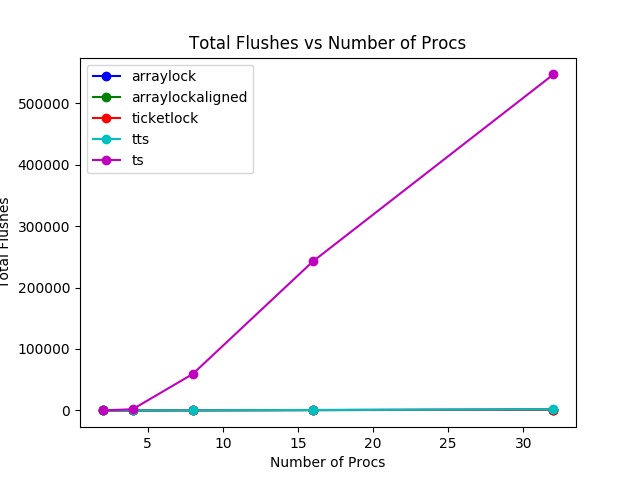 Total Flushes vs Number of Procs
arraylock
arraylockaligned
ticketlock
tts
ts
Total Flushes
500000
400000
300000
200000
100000
0
5
10
15
20
25
30
Number of Procs